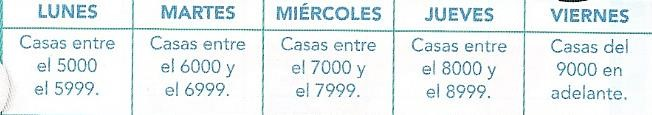 LUNES
Casas entre
el 5000
el 5999.
MARTES
Casas entre
el 6000 y
el 6999.
MIÉRCOLES
Casas entre
el 7000 y
el 7999.
JUEVES
Casas entre
el 8000 y
el 8999.
VIERNES
Casas del
9000 en
adelante.